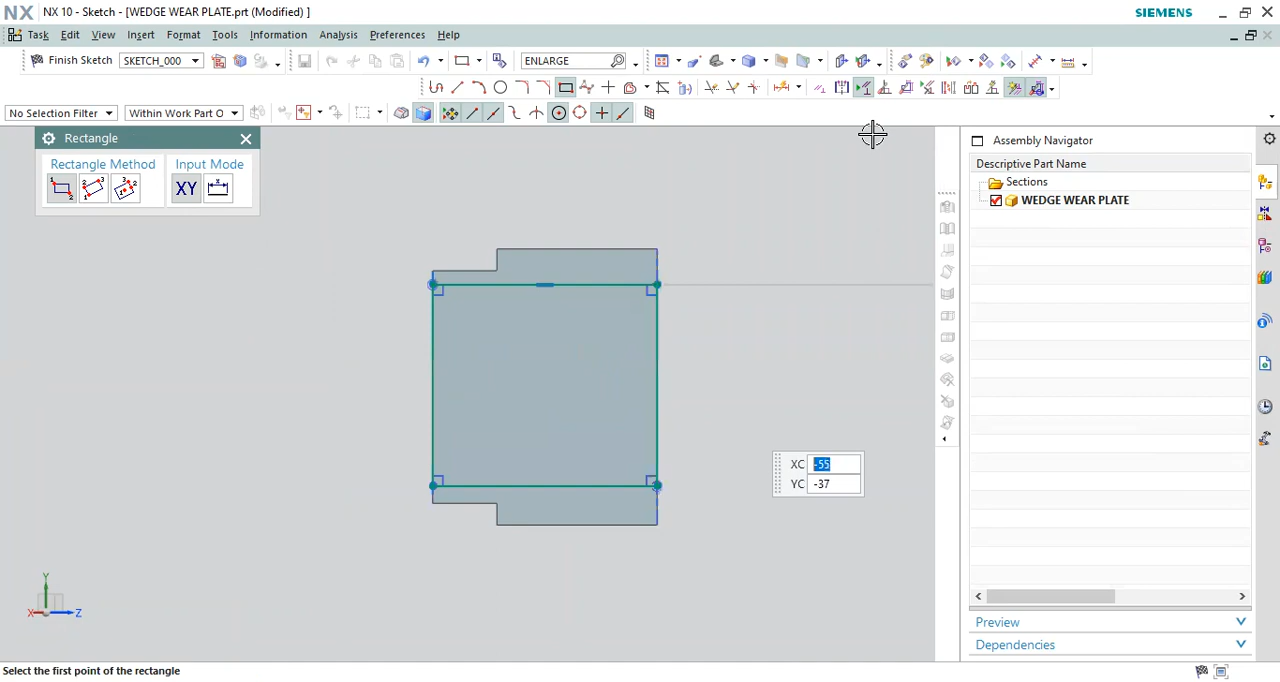 NX NX 10 - Sketch - [WEDGE WEAR PLATE.prt (Modified) ] SIEMENS
Task Edit View Insert Format Tools Information Analysis Preferences Help
Finish Sketch SKETCH_000 ENLARGE
No Selection Filter Within Work Part O
Rectangle
Rectangle Method Input Mode
XY
Assembly Navigator
Descriptive Part Name
Sections
WEDGE WEAR PLATE
XC -55
YC -37
Y
X Z
Preview
Dependencies
Select the first point of the rectangle